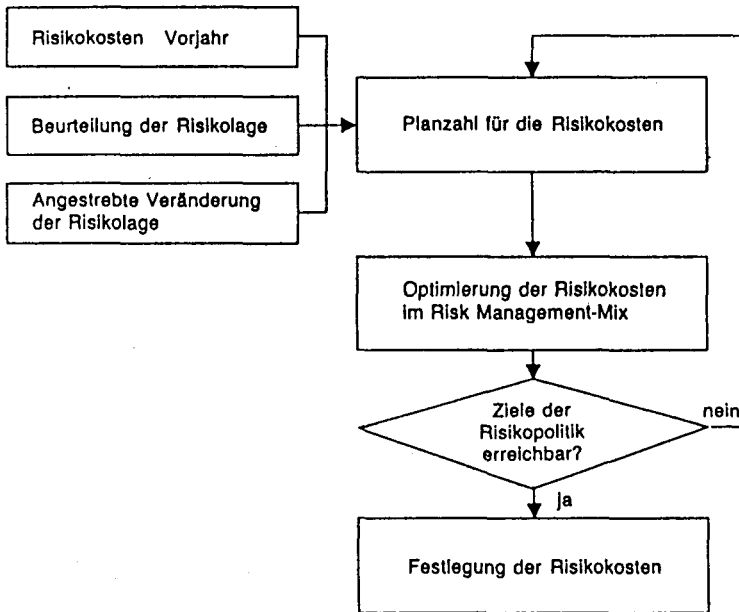 Risikokosten Vorjahr
Beurteilung der Risikolage
Angestrebte Veränderung
der Risikolage
Planzahl für die Risikokosten
Optimierung der Risikokosten
im Risk Management-Mix
Ziele der
Risikopolitik
erreichbar?
nein
ja
Festlegung der Risikokosten